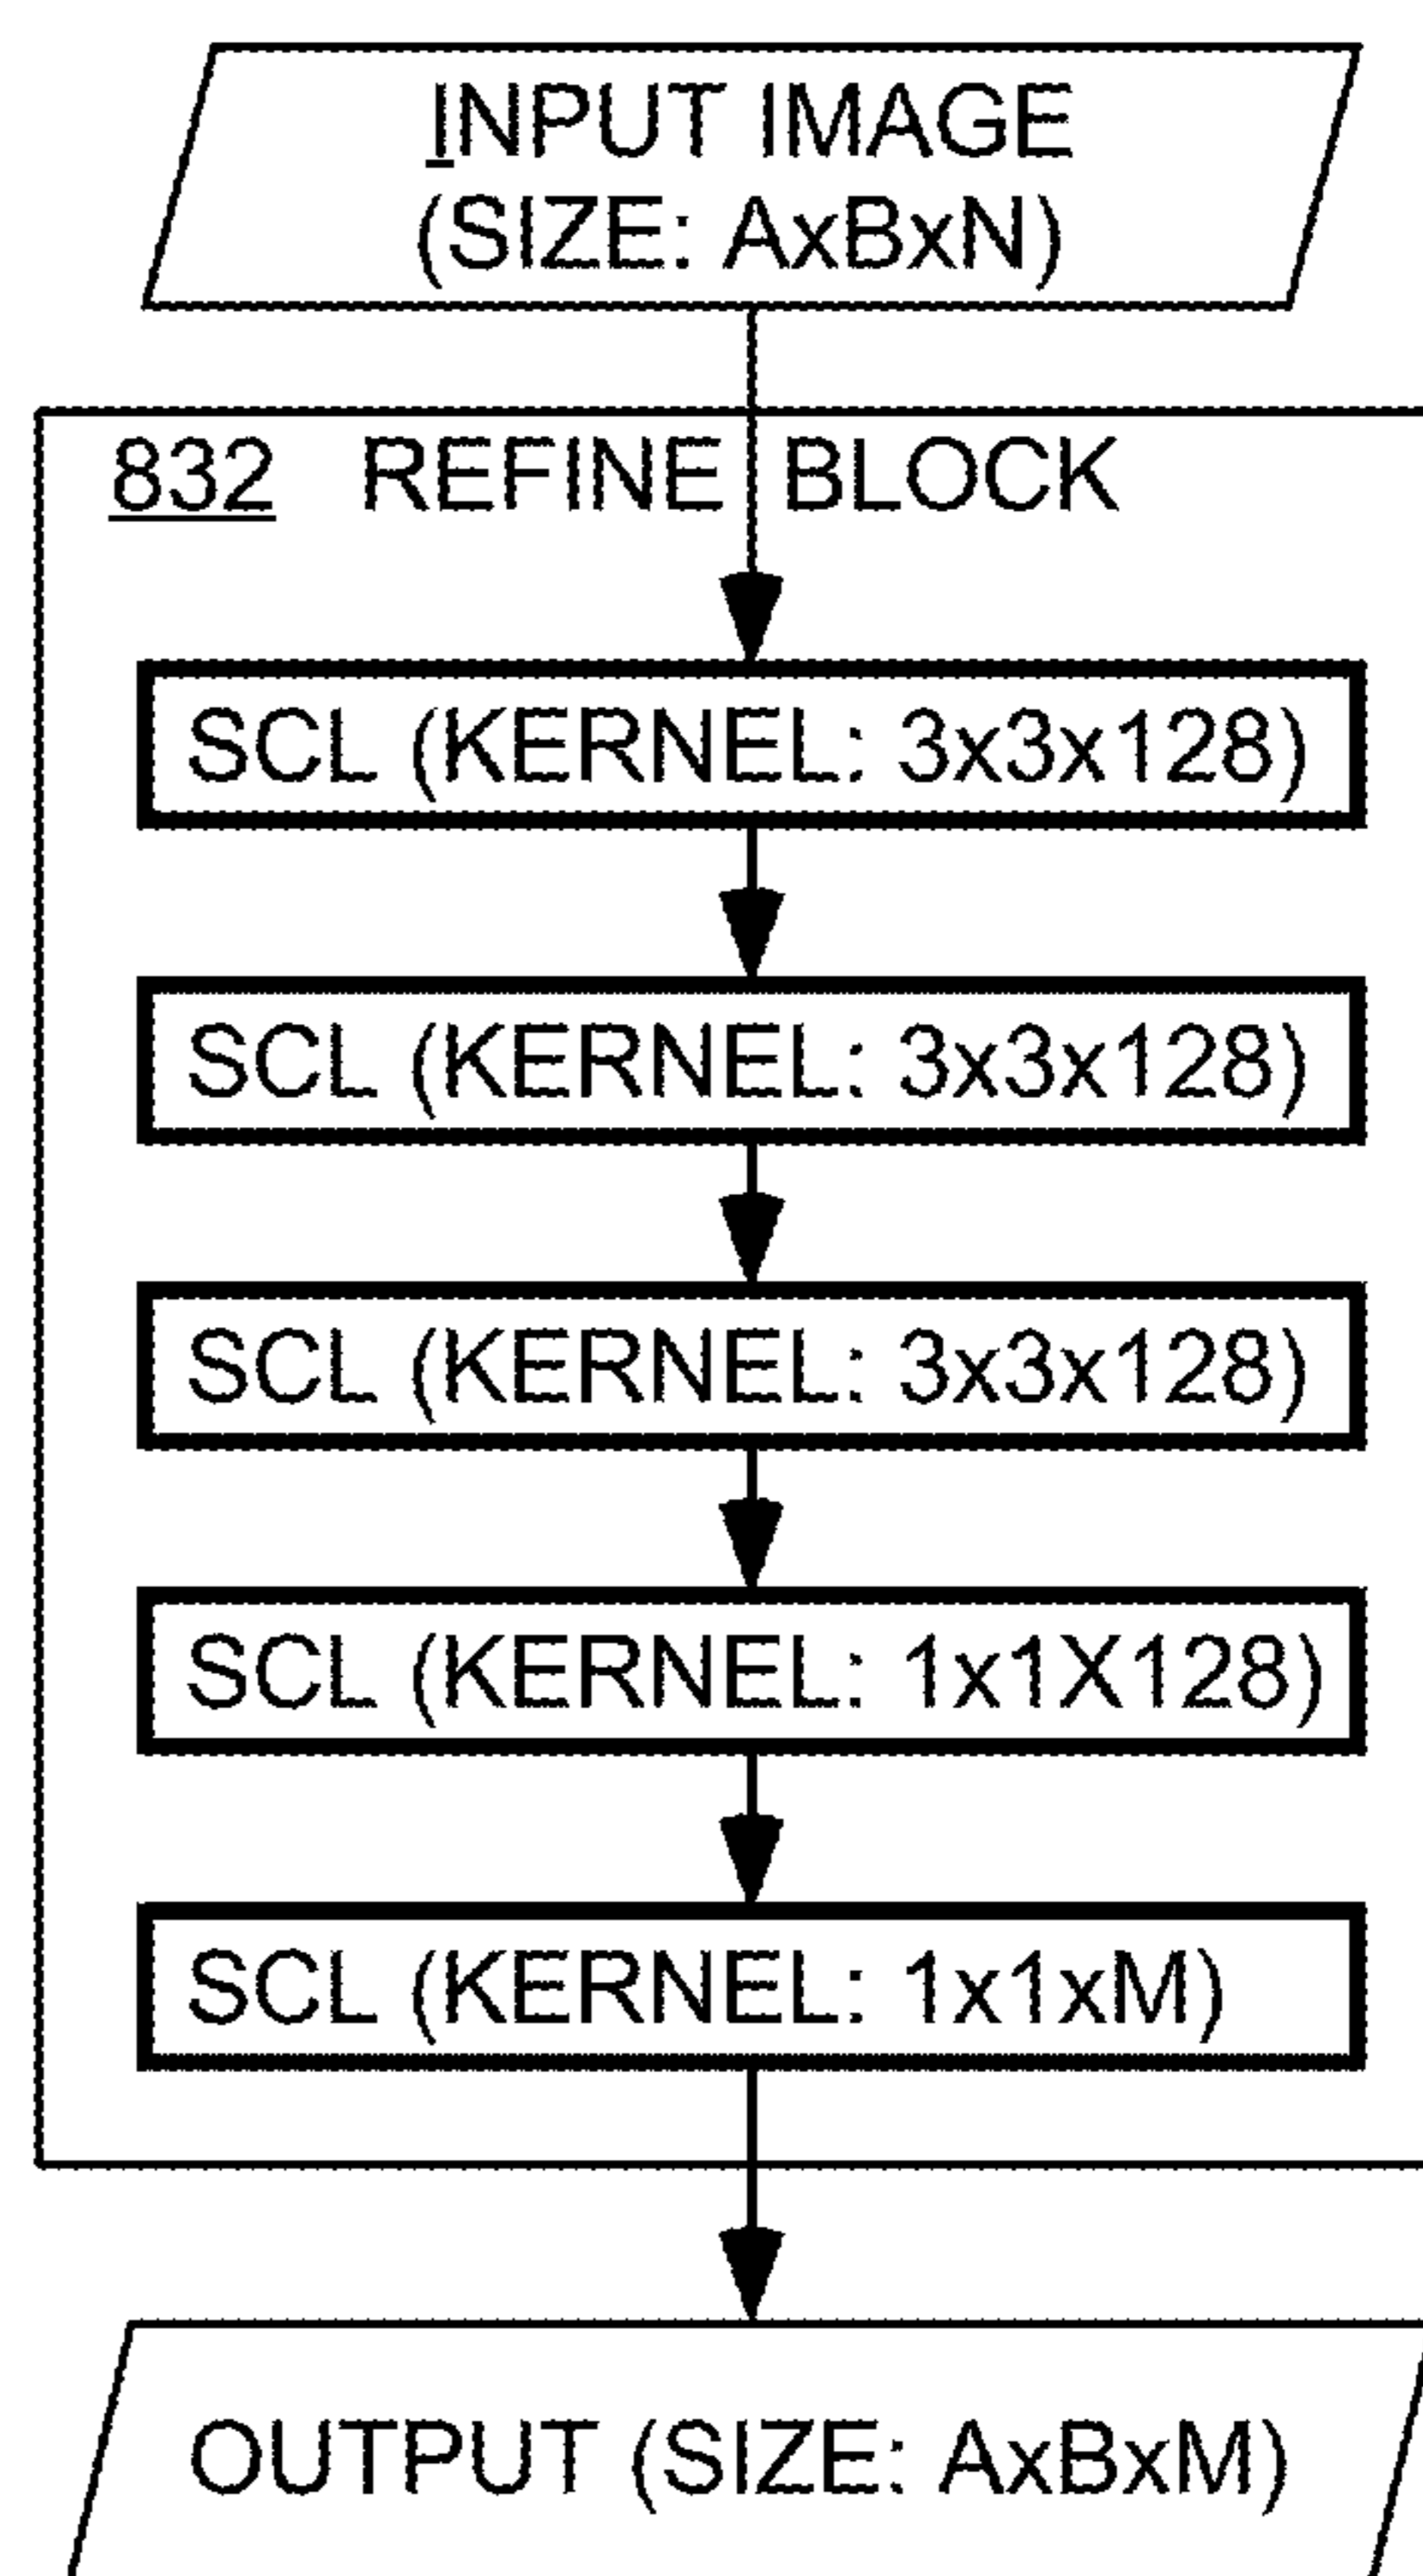 INPUT IMAGE
(SIZE: AxBxN)
832 REFINE BLOCK
SCL (KERNEL: 3x3x128)
SCL (KERNEL: 3x3x128)
SCL (KERNEL: 3x3x128)
SCL (KERNEL: 1x1X128)
SCL (KERNEL: 1x1xM)
OUTPUT (SIZE: AxBxM)